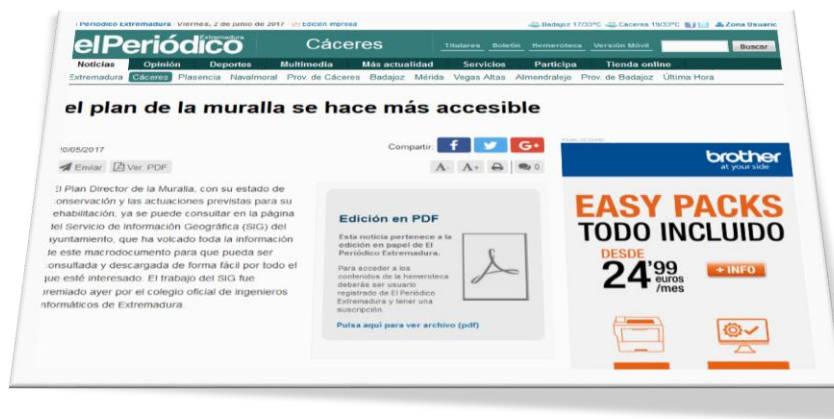 l Periódico Extremadura Viernes, 2 de junio de 2017 Edición impresa
Badajoz 17/33ºC Cáceres 19/33ºC Zona Usuario
elPeriódico
Extremadura
Cáceres
Titulares Boletín Hemeroteca Versión Móvil Buscar
Noticias Opinión Deportes Multimedia Más actualidad Servicios Participa Tienda online
Extremadura Cáceres Plasencia Navalmoral Prov. de Cáceres Badajoz Mérida Vegas Altas Almendralejo Prov. de Badajoz Última Hora
el plan de la muralla se hace más accesible
20/05/2017
Compartir: f G+
Enviar Ver. PDF
A- A+ 0
El Plan Director de la Muralla, con su estado de
conservación y las actuaciones previstas para su
rehabilitación, ya se puede consultar en la página
del Servicio de Información Geográfica (SIG) del
ayuntamiento, que ha volcado toda la información
de este macrodocumento para que pueda ser
consultada y descargada de forma fácil por todo el
que esté interesado. El trabajo del SIG fue
premiado ayer por el colegio oficial de ingenieros
informáticos de Extremadura.
Edición en PDF
Esta noticia pertenece a la
edición en papel de El
Periódico Extremadura.
Para acceder a los
contenidos de la hemeroteca
deberás ser usuario
registrado de El Periódico
Extremadura y tener una
suscripción.
Pulsa aquí para ver archivo (pdf)
brother
at your side
EASY PACKS
TODO INCLUIDO
DESDE
24'99
euros
/mes
+ INFO